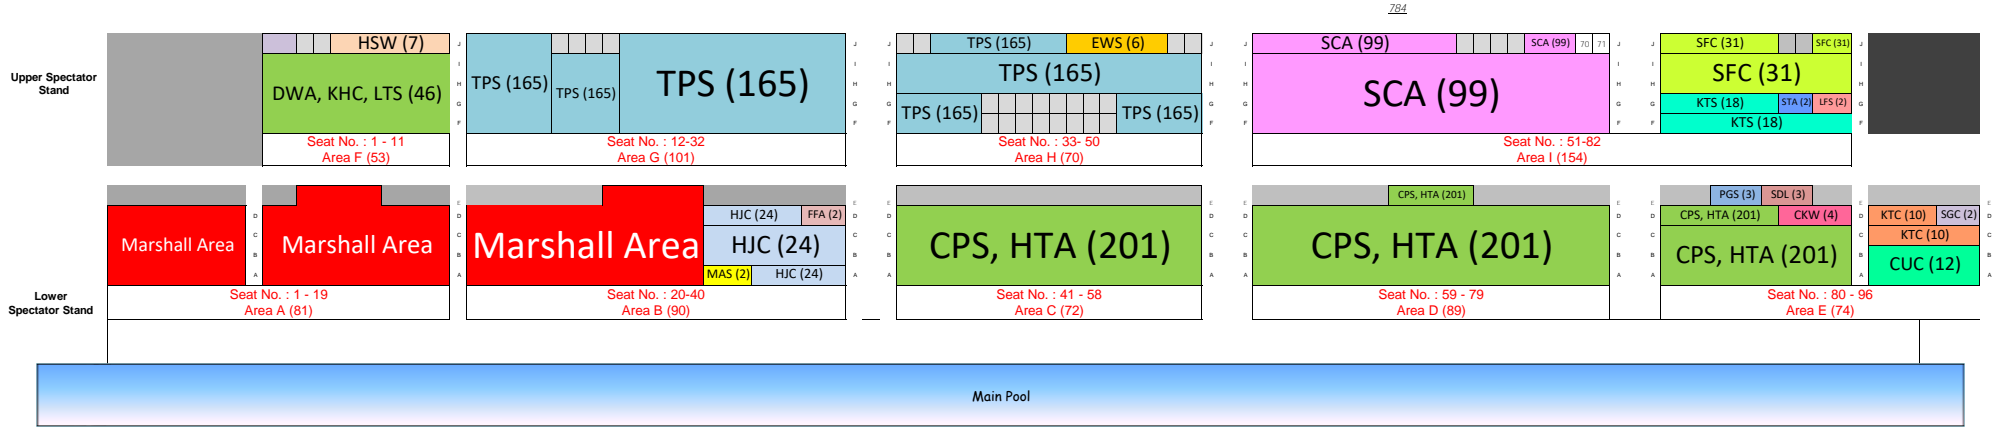 784
Upper Spectator
Stand
HSW (7)
DWA, KHC, LTS (46)
Seat No. : 1 - 11
Area F (53)
J
I
H
G
F
TPS (165)
TPS (165)
TPS (165)
Seat No. : 12-32
Area G (101)
J
I
H
G
F
J
I
H
G
F
TPS (165)
EWS (6)
TPS (165)
TPS (165)
TPS (165)
Seat No. : 33- 50
Area H (70)
J
I
H
G
F
J
I
H
G
F
SCA (99)
SCA (99)
70
71
SCA (99)
Seat No. : 51-82
Area I (154)
J
I
H
G
F
J
I
H
G
F
SFC (31)
SFC (31)
SFC (31)
KTS (18)
STA (2)
LFS (2)
KTS (18)
J
I
H
G
F
Lower
Spectator Stand
Marshall Area
D
C
B
A
Marshall Area
Seat No. : 1 - 19
Area A (81)
E
D
C
B
A
Marshall Area
HJC (24)
FFA (2)
HJC (24)
MAS (2)
HJC (24)
Seat No. : 20-40
Area B (90)
E
D
C
B
A
E
D
C
B
A
CPS, HTA (201)
Seat No. : 41 - 58
Area C (72)
E
D
C
B
A
E
D
C
B
A
CPS, HTA (201)
CPS, HTA (201)
Seat No. : 59 - 79
Area D (89)
E
D
C
B
A
E
D
C
B
A
PGS (3)
SDL (3)
CPS, HTA (201)
CKW (4)
CPS, HTA (201)
E
D
C
B
A
KTC (10)
SGC (2)
KTC (10)
CUC (12)
Seat No. : 80 - 96
Area E (74)
E
D
C
B
A
Main Pool